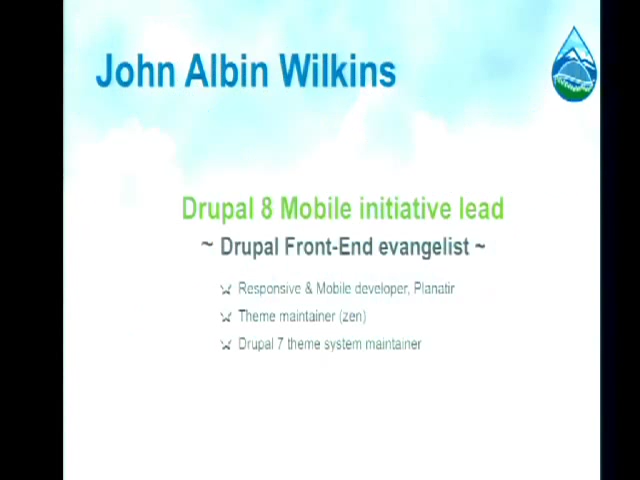 John Albin Wilkins
Drupal 8 Mobile initiative lead
~ Drupal Front-End evangelist ~
Responsive & Mobile developer, Planatir
Theme maintainer (zen)
Drupal 7 theme system maintainer